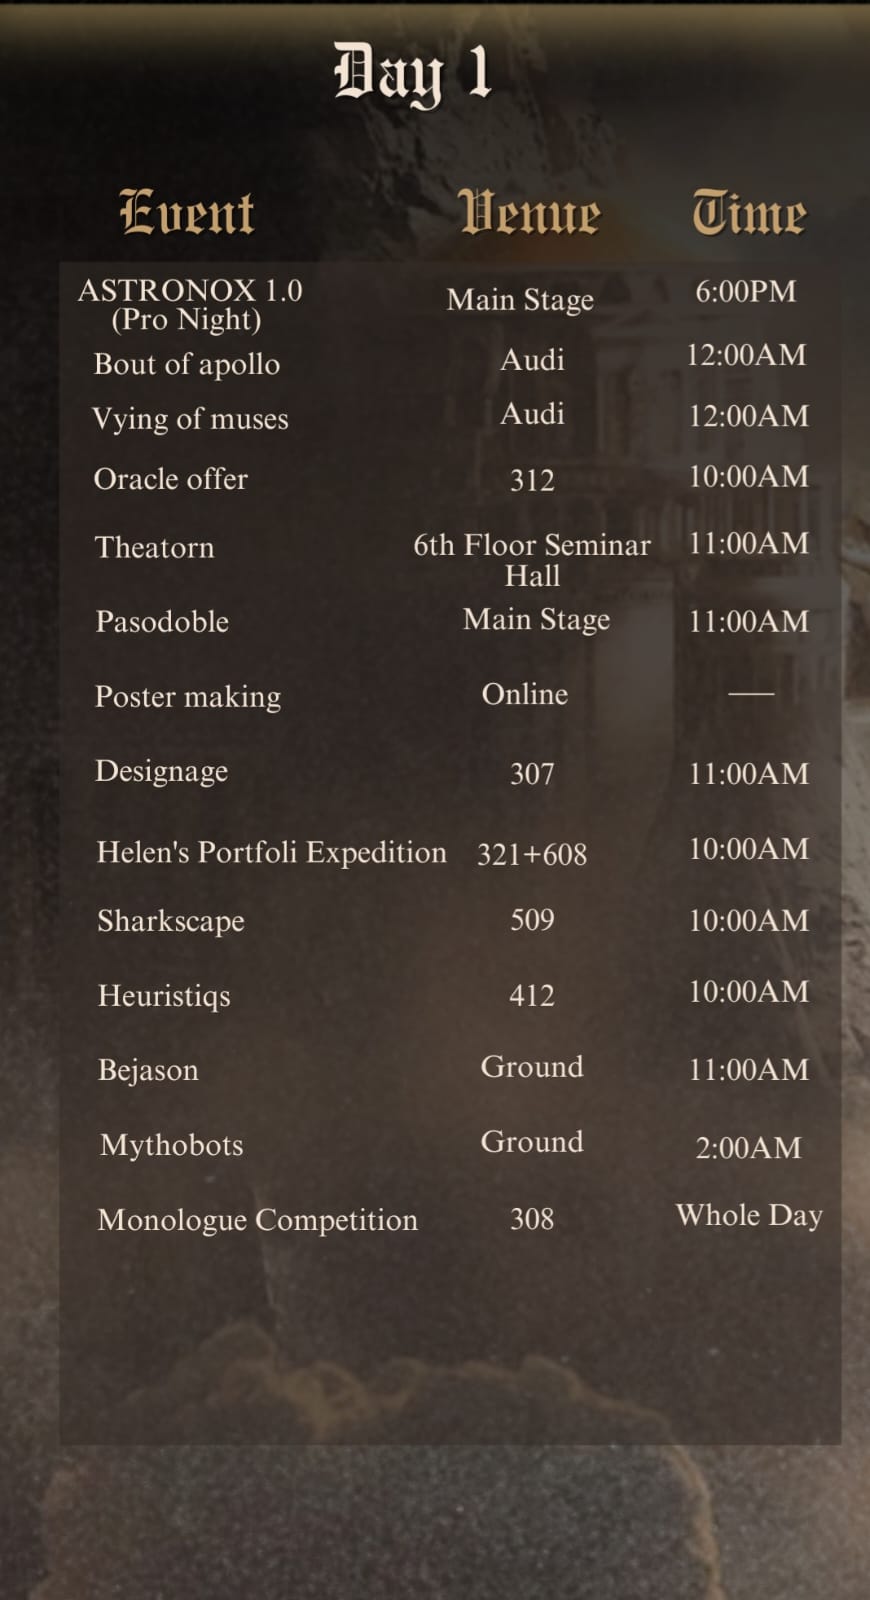 Day 1
Event Venue Time
ASTRONOX 1.0 Main Stage 6:00PM
(Pro Night)
Bout of apollo Audi 12:00AM
Vying of muses Audi 12:00AM
Oracle offer 312 10:00AM
Theatorn 6th Floor Seminar 11:00AM
Hall
Pasodoble Main Stage 11:00AM
Poster making Online —
Designage 307 11:00AM
Helen's Portfoli Expedition 321+608 10:00AM
Sharkscape 509 10:00AM
Heuristiqs 412 10:00AM
Bejason Ground 11:00AM
Mythobots Ground 2:00AM
Monologue Competition 308 Whole Day